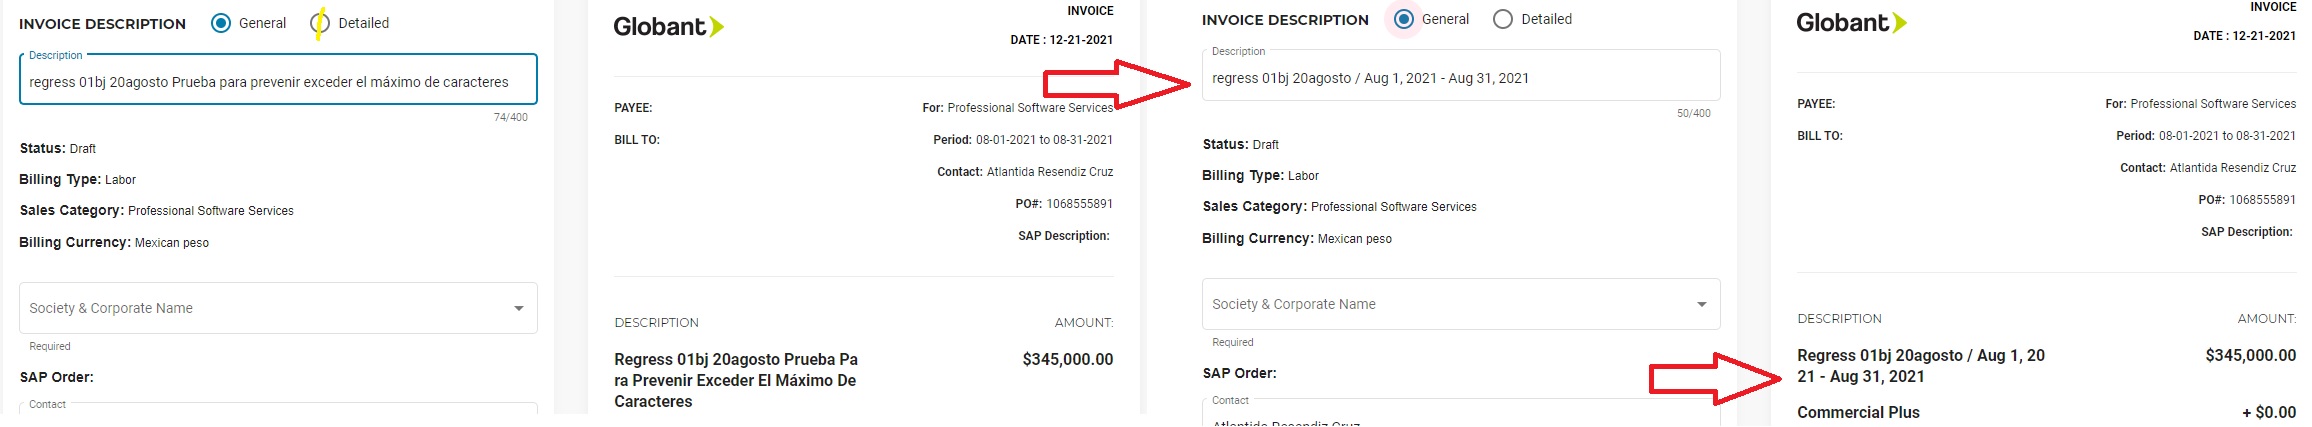 INVOICE DESCRIPTION General Detailed
Description
regress 01bj 20agosto Prueba para prevenir exceder el máximo de caracteres
74/400
Status: Draft
Billing Type: Labor
Sales Category: Professional Software Services
Billing Currency: Mexican peso
Society & Corporate Name
Required
SAP Order:
Contact
Globant
INVOICE
DATE : 12-21-2021
PAYEE:
For: Professional Software Services
BILL TO:
Period: 08-01-2021 to 08-31-2021
Contact: Atlantida Resendiz Cruz
PO#: 1068555891
SAP Description:
DESCRIPTION AMOUNT:
Regress 01bj 20agosto Prueba Pa $345,000.00
ra Prevenir Exceder El Máximo De
Caracteres
INVOICE DESCRIPTION General Detailed
Description
regress 01bj 20agosto / Aug 1, 2021 - Aug 31, 2021
50/400
Status: Draft
Billing Type: Labor
Sales Category: Professional Software Services
Billing Currency: Mexican peso
Society & Corporate Name
Required
SAP Order:
Contact
Atlantida Resendiz Cruz
Globant
INVOICE
DATE : 12-21-2021
PAYEE:
For: Professional Software Services
BILL TO:
Period: 08-01-2021 to 08-31-2021
Contact: Atlantida Resendiz Cruz
PO#: 1068555891
SAP Description:
DESCRIPTION AMOUNT:
Regress 01bj 20agosto / Aug 1, 20 $345,000.00
21 - Aug 31, 2021
Commercial Plus + $0.00